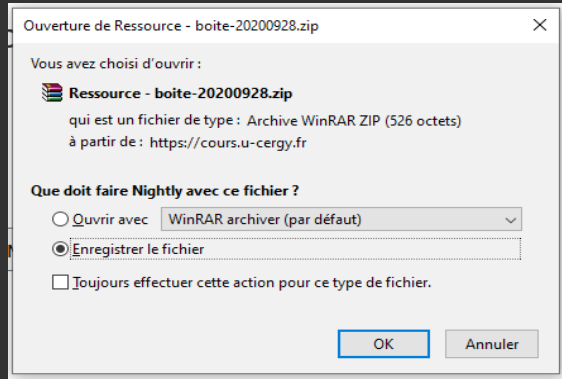 Ouverture de Ressource - boite-20200928.zip
Vous avez choisi d'ouvrir :
Ressource - boite-20200928.zip
qui est un fichier de type : Archive WinRAR ZIP (526 octets)
à partir de : https://cours.u-cergy.fr
Que doit faire Nightly avec ce fichier ?
Ouvrir avec WinRAR archiver (par défaut)
Enregistrer le fichier
Toujours effectuer cette action pour ce type de fichier.
OK Annuler